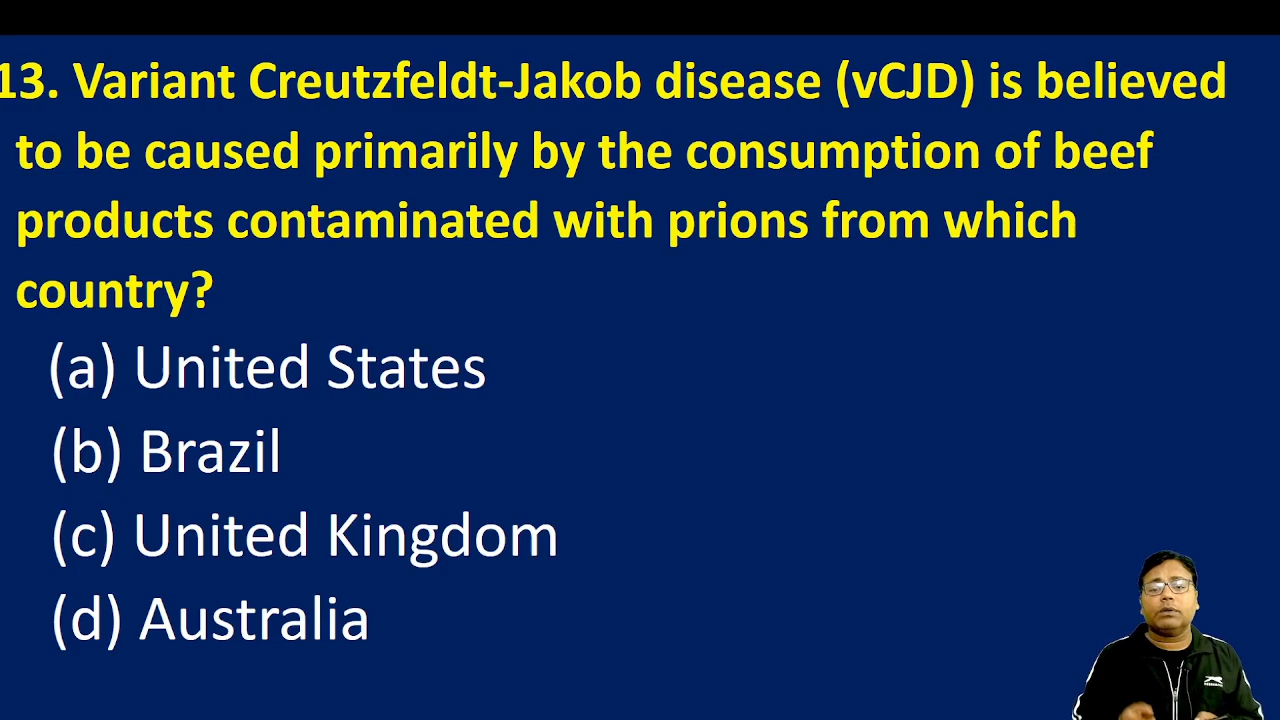 13. Variant Creutzfeldt-Jakob disease (vCJD) is believed
to be caused primarily by the consumption of beef
products contaminated with prions from which
country?
(a) United States
(b) Brazil
(c) United Kingdom
(d) Australia